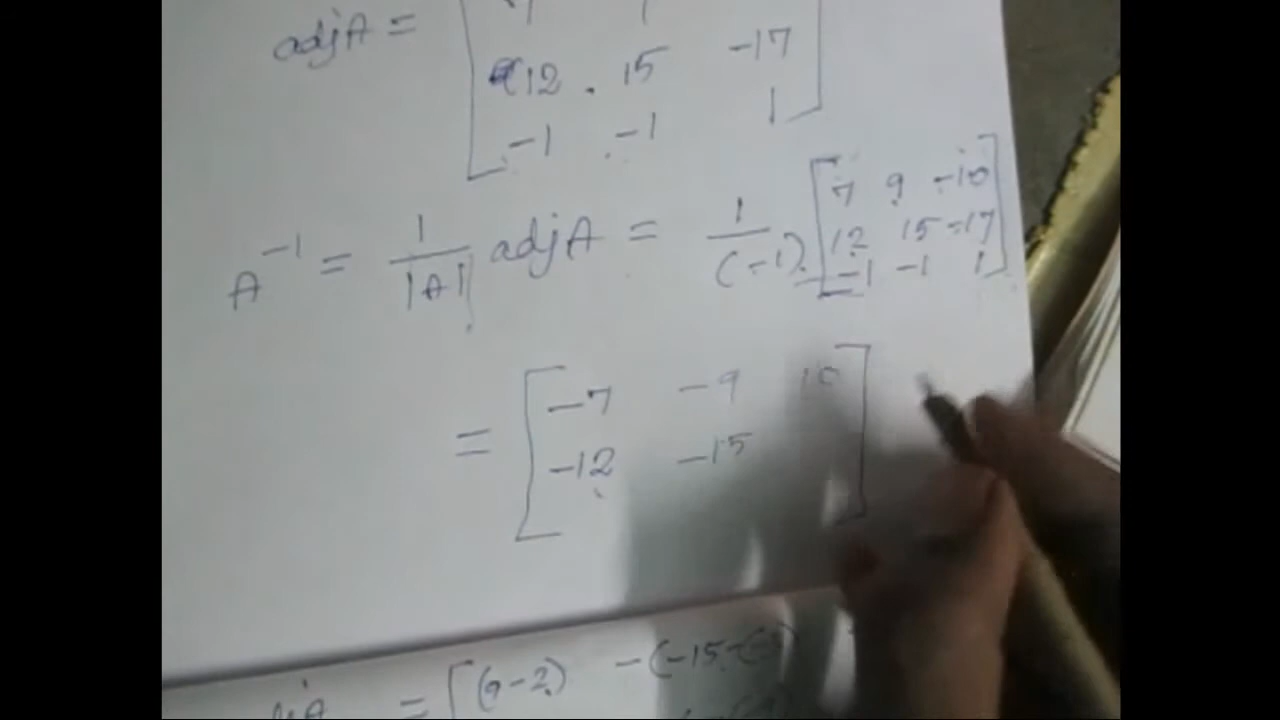 adjA =
12 . 15 -17
-1 -1 1
A⁻¹ = 1/|A| adjA = 1/(-1) [7 9 -10
12 15 -17
-1 -1 1]
= [-7 -9 10
-12 -15 ]
= [(9-2) -(-15-(